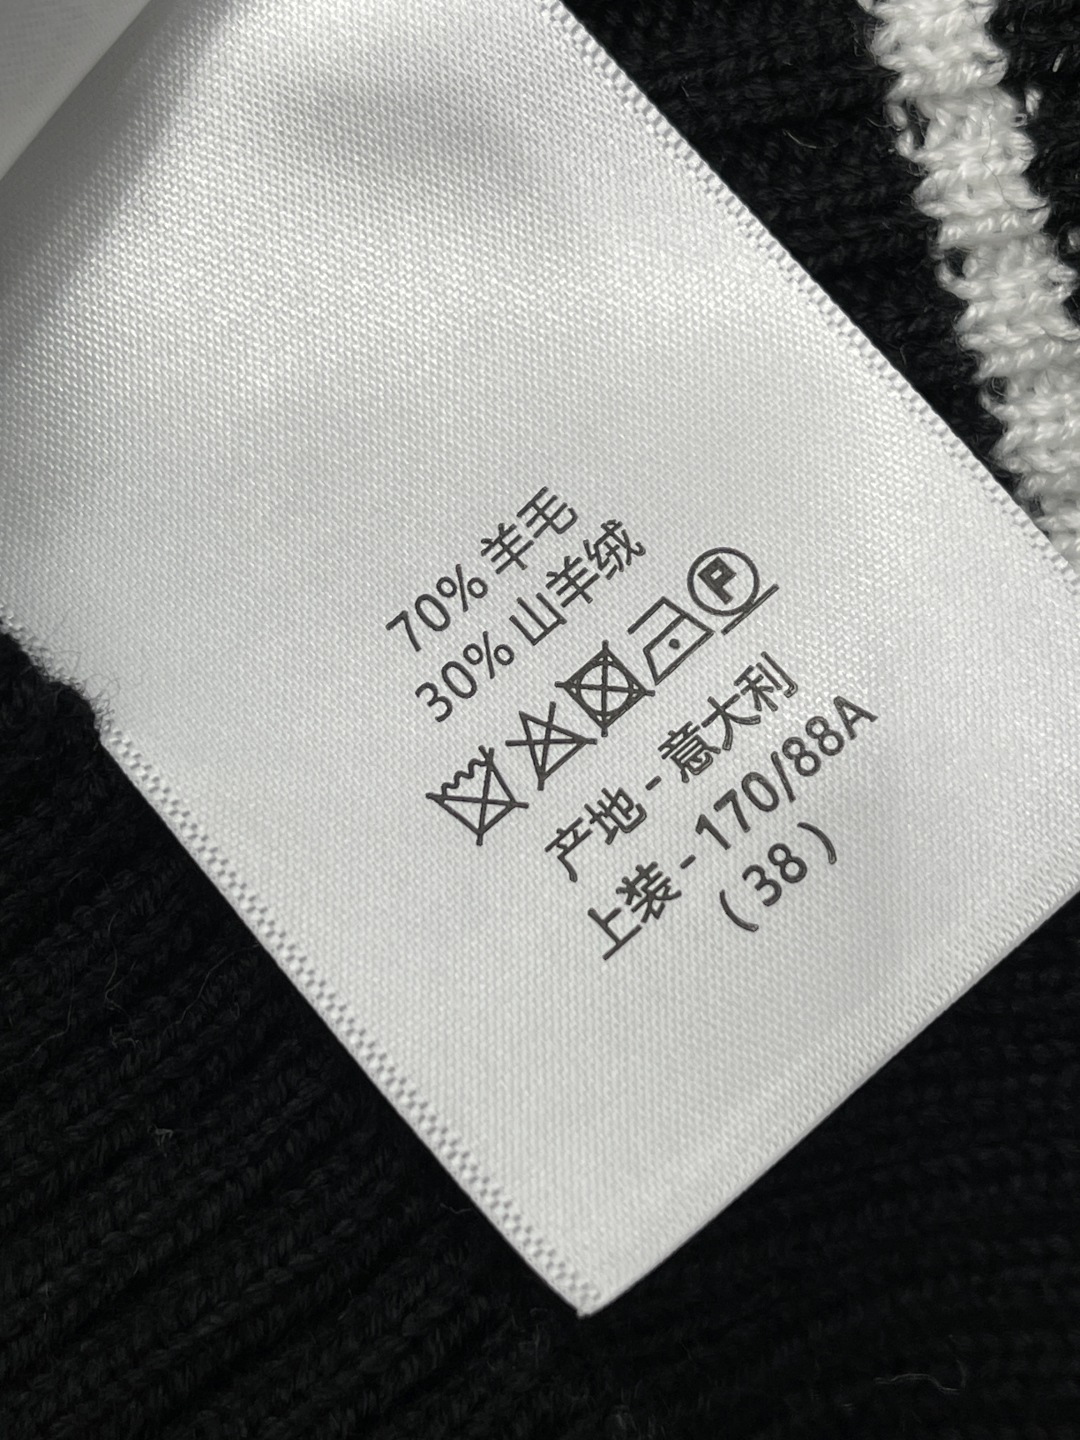 70% 羊毛
30% 山羊绒
P
产地 - 意大利
上装 - 170/88A
( 38 )